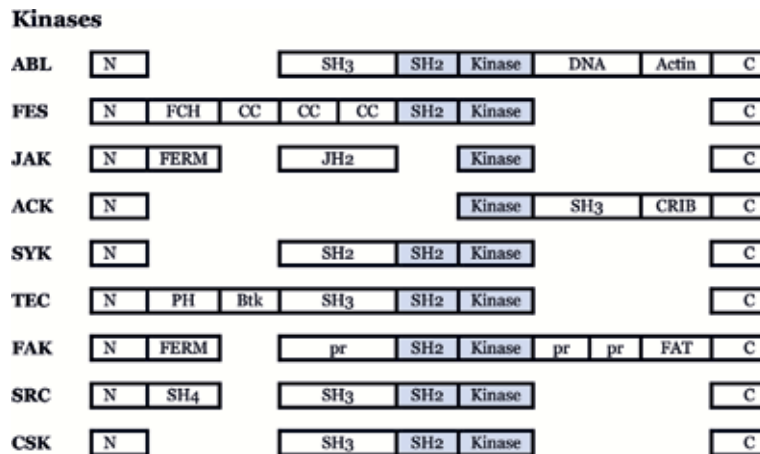 Kinases
ABL N SH3 SH2 Kinase DNA Actin C
FES N FCH CC CC CC SH2 Kinase C
JAK N FERM JH2 Kinase C
ACK N Kinase SH3 CRIB C
SYK N SH2 SH2 Kinase C
TEC N PH Btk SH3 SH2 Kinase C
FAK N FERM pr SH2 Kinase pr pr FAT C
SRC N SH4 SH3 SH2 Kinase C
CSK N SH3 SH2 Kinase C